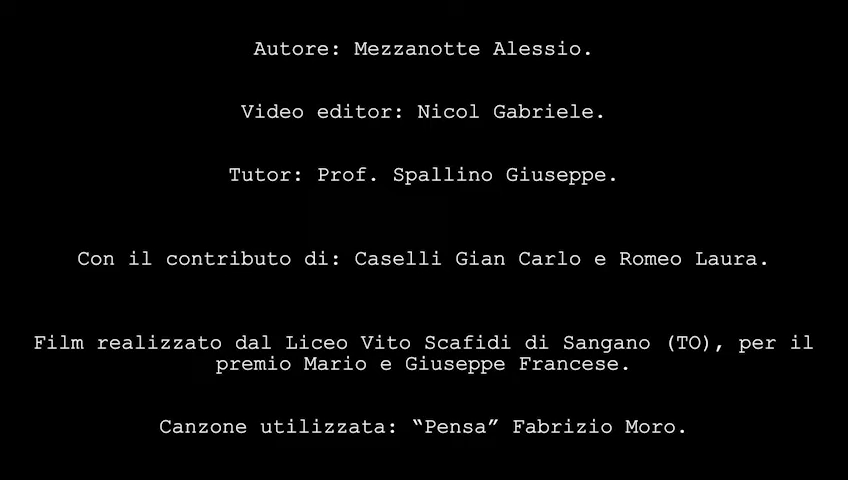 Autore: Mezzanotte Alessio.
Video editor: Nicol Gabriele.
Tutor: Prof. Spallino Giuseppe.
Con il contributo di: Caselli Gian Carlo e Romeo Laura.
Film realizzato dal Liceo Vito Scafidi di Sangano (TO), per il
premio Mario e Giuseppe Francese.
Canzone utilizzata: “Pensa” Fabrizio Moro.